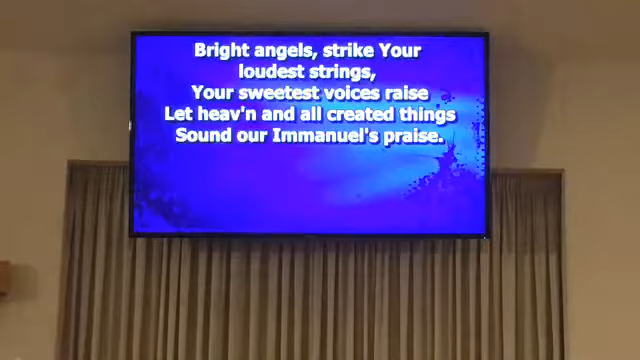 Bright angels, strike Your
loudest strings,
Your sweetest voices raise
Let heav'n and all created things
Sound our Immanuel's praise.